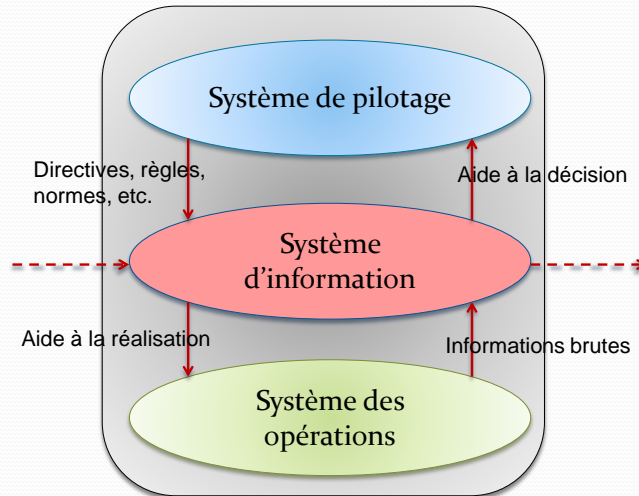 Système de pilotage
Directives, règles,
normes, etc.
Aide à la décision
Système
d'information
Aide à la réalisation
Informations brutes
Système des
opérations